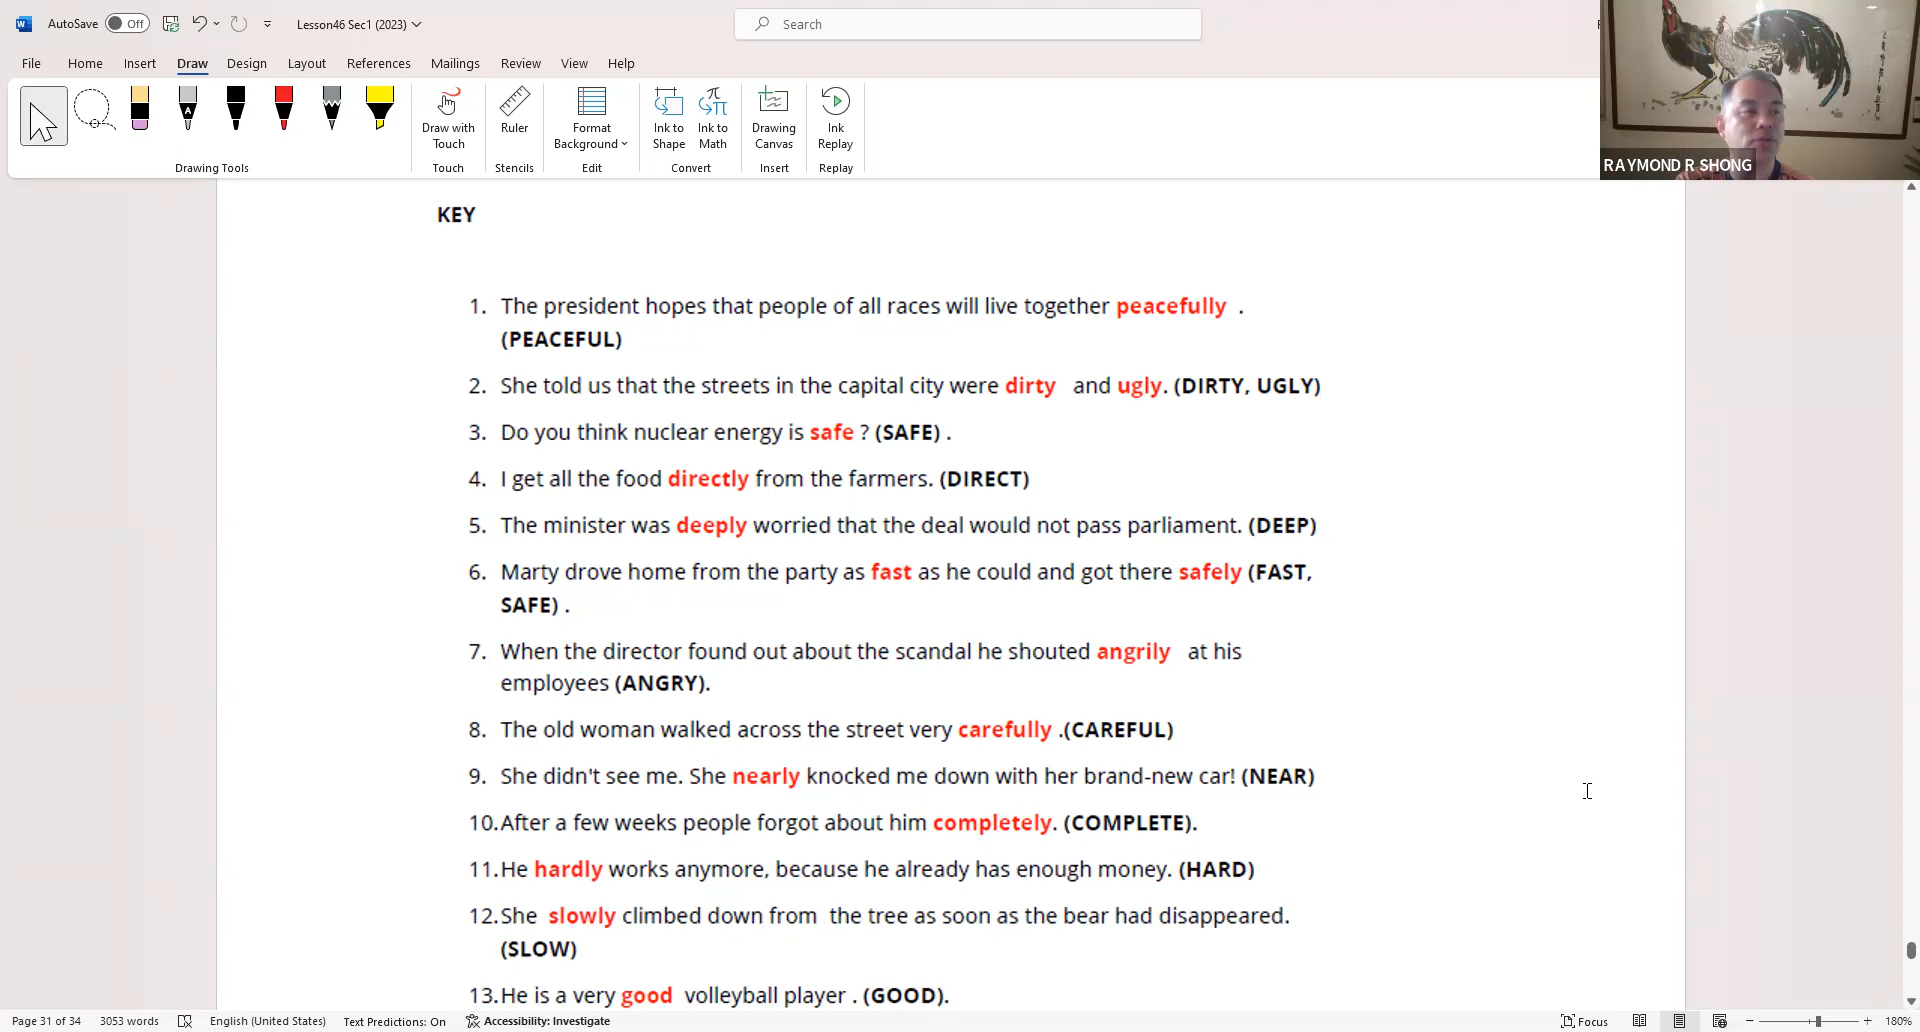 AutoSave Off Lesson46 Sec1 (2023) Search
File Home Insert Draw Design Layout References Mailings Review View Help
Draw with Touch
Ruler
Format Background
Ink to Shape
Ink to Math
Drawing Canvas
Ink Replay
Drawing Tools Touch Stencils Edit Convert Insert Replay
RAYMOND R SHONG
KEY
1. The president hopes that people of all races will live together peacefully .
(PEACEFUL)
2. She told us that the streets in the capital city were dirty and ugly. (DIRTY, UGLY)
3. Do you think nuclear energy is safe ? (SAFE) .
4. I get all the food directly from the farmers. (DIRECT)
5. The minister was deeply worried that the deal would not pass parliament. (DEEP)
6. Marty drove home from the party as fast as he could and got there safely (FAST,
SAFE) .
7. When the director found out about the scandal he shouted angrily at his
employees (ANGRY).
8. The old woman walked across the street very carefully .(CAREFUL)
9. She didn't see me. She nearly knocked me down with her brand-new car! (NEAR)
10.After a few weeks people forgot about him completely. (COMPLETE).
11.He hardly works anymore, because he already has enough money. (HARD)
12.She slowly climbed down from the tree as soon as the bear had disappeared.
(SLOW)
13.He is a very good volleyball player . (GOOD).
Page 31 of 34 3053 words English (United States) Text Predictions: On Accessibility: Investigate Focus 180%